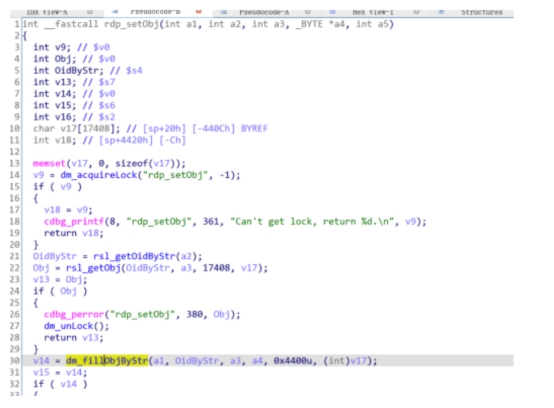 IDA View-A Pseudocode-B Pseudocode-A Hex View-1 Structures
1 int __fastcall rdp_setObj(int a1, int a2, int a3, _BYTE *a4, int a5)
2 {
3 int v9; // $v0
4 int Obj; // $v0
5 int OidByStr; // $s4
6 int v13; // $s7
7 int v14; // $v0
8 int v15; // $s6
9 int v16; // $s2
10 char v17[17408]; // [sp+20h] [-440Ch] BYREF
11 int v18; // [sp+4420h] [-Ch]
12
13 memset(v17, 0, sizeof(v17));
14 v9 = dm_acquireLock("rdp_setObj", -1);
15 if ( v9 )
16 {
17 v18 = v9;
18 cdbg_printf(8, "rdp_setObj", 361, "Can't get lock, return %d.\n", v9);
19 return v18;
20 }
21 OidByStr = rsl_getOidByStr(a2);
22 Obj = rsl_getObj(OidByStr, a3, 17408, v17);
23 v13 = Obj;
24 if ( Obj )
25 {
26 cdbg_perror("rdp_setObj", 380, Obj);
27 dm_unLock();
28 return v13;
29 }
30 v14 = dm_fillObjByStr(a1, OidByStr, a3, a4, 0x4400u, (int)v17);
31 v15 = v14;
32 if ( v14 )
33 {